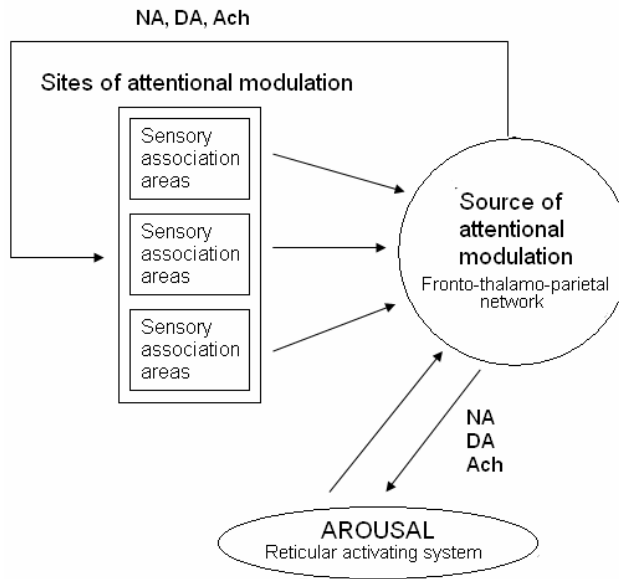 NA, DA, Ach
Sites of attentional modulation
Sensory
association
areas
Sensory
association
areas
Sensory
association
areas
Source of
attentional
modulation
Fronto-thalamo-parietal
network
NA
DA
Ach
AROUSAL
Reticular activating system